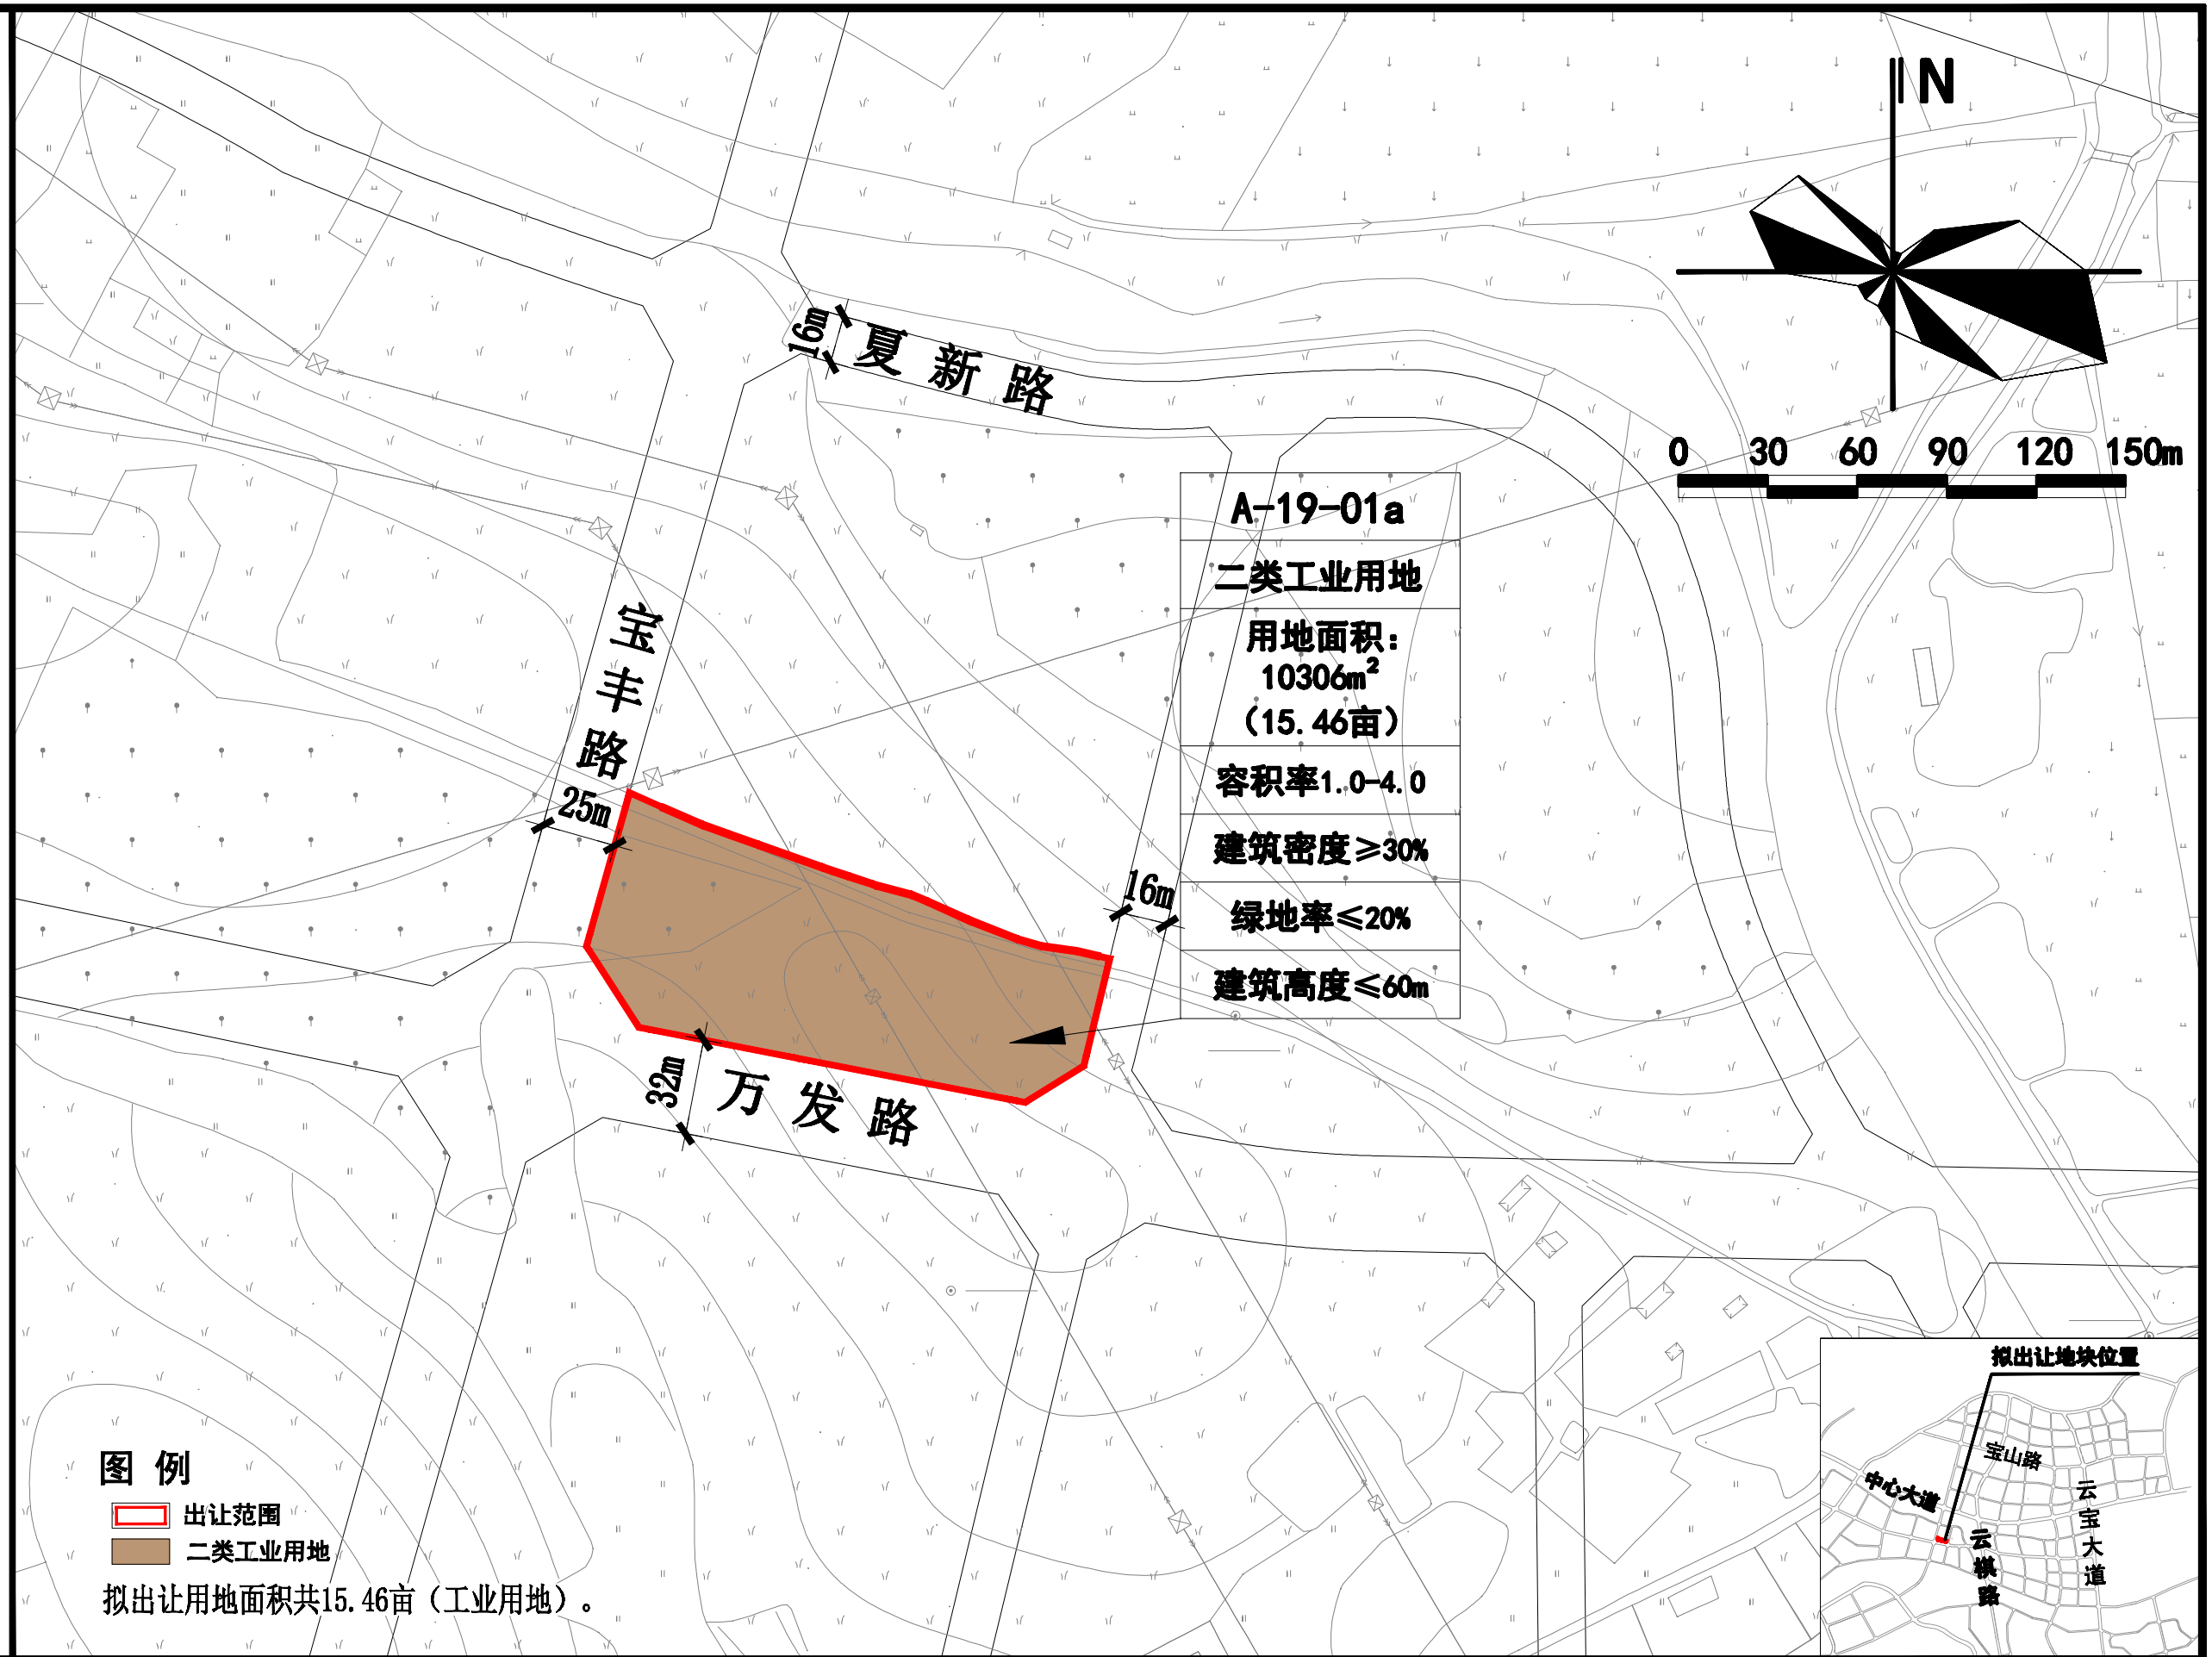 N
0 30 60 90 120 150m
16m
夏新路
A-19-01a
二类工业用地
用地面积:
10306m²
(15.46亩)
容积率1.0-4.0
建筑密度≥30%
绿地率≤20%
建筑高度≤60m
宝丰路
25m
16m
32m
万发路
拟出让地块位置
宝山路
中心大道
云宝大道
云棋路
图例
出让范围
二类工业用地
拟出让用地面积共15.46亩（工业用地）。